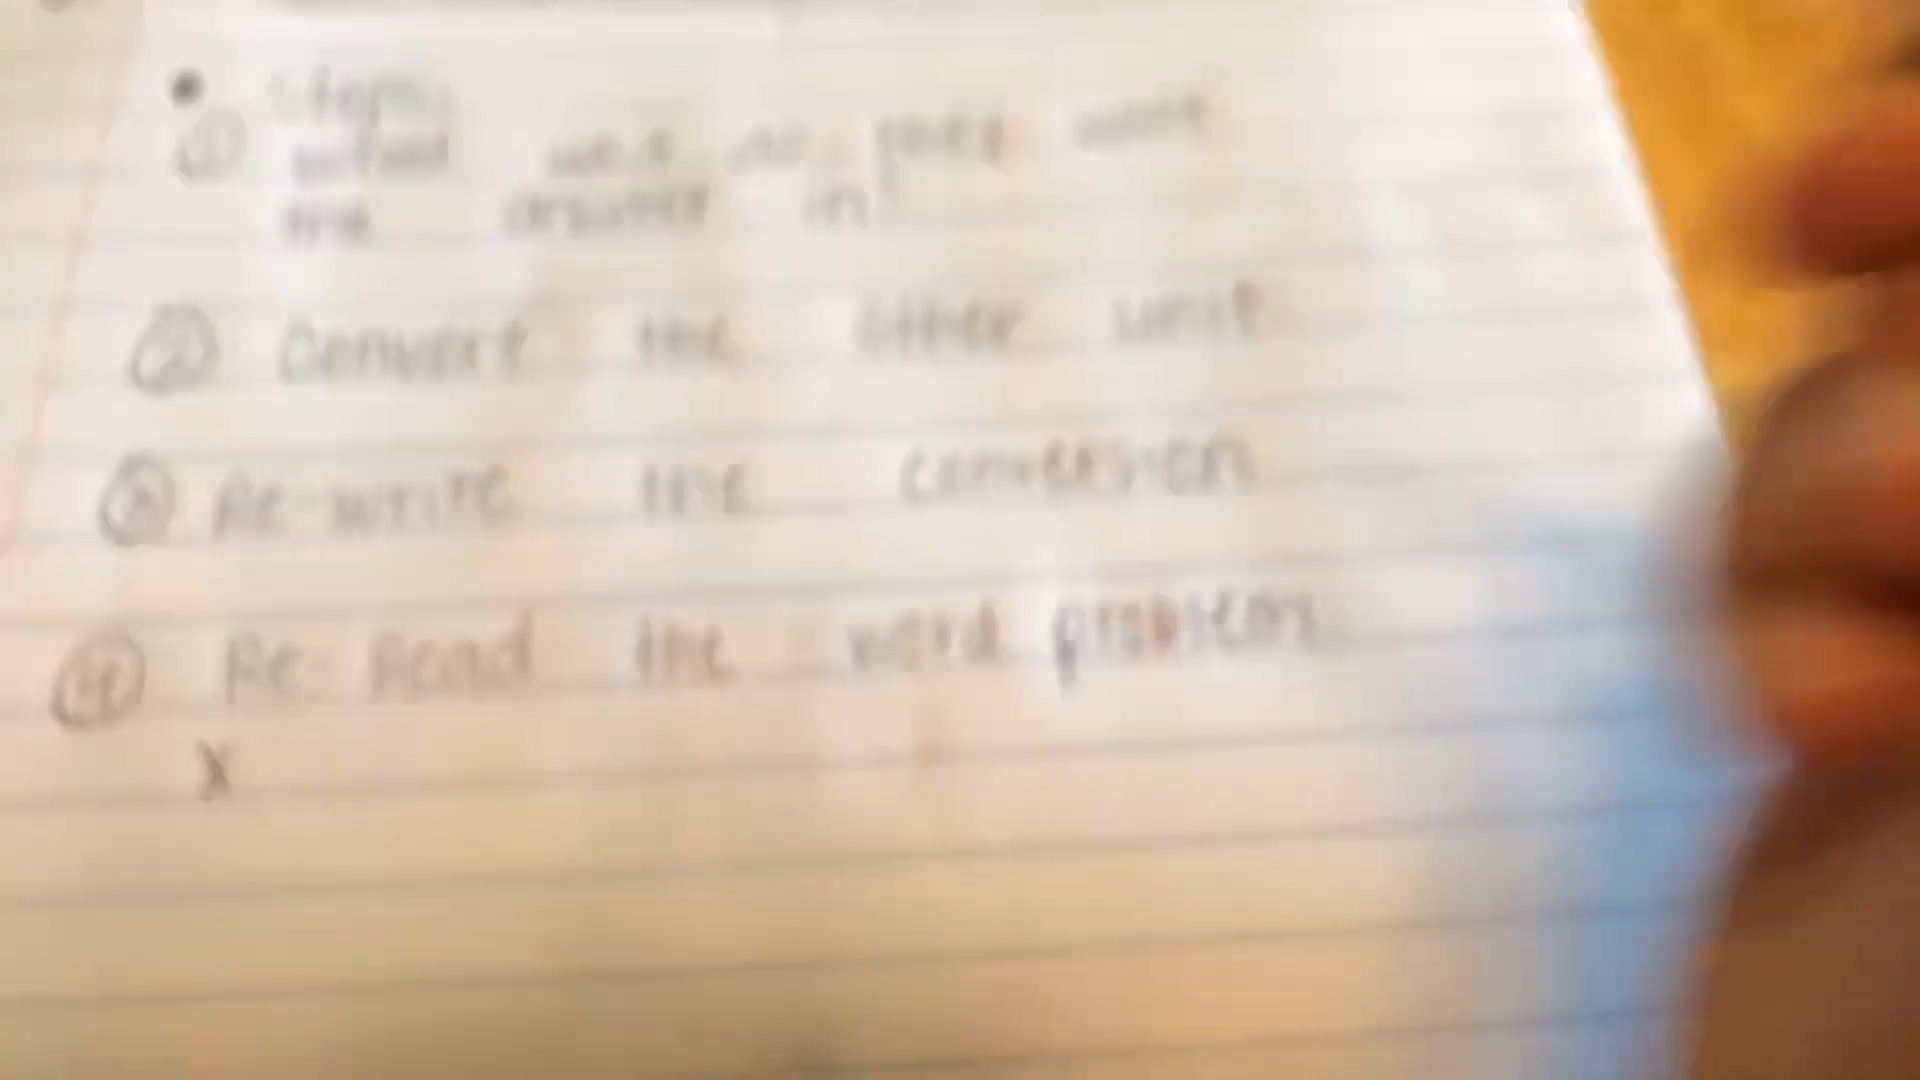 • Steps:
① What unit do they want
the answer in
② Convert the other unit
③ Re-write the conversion
④ Re-Read the word problem